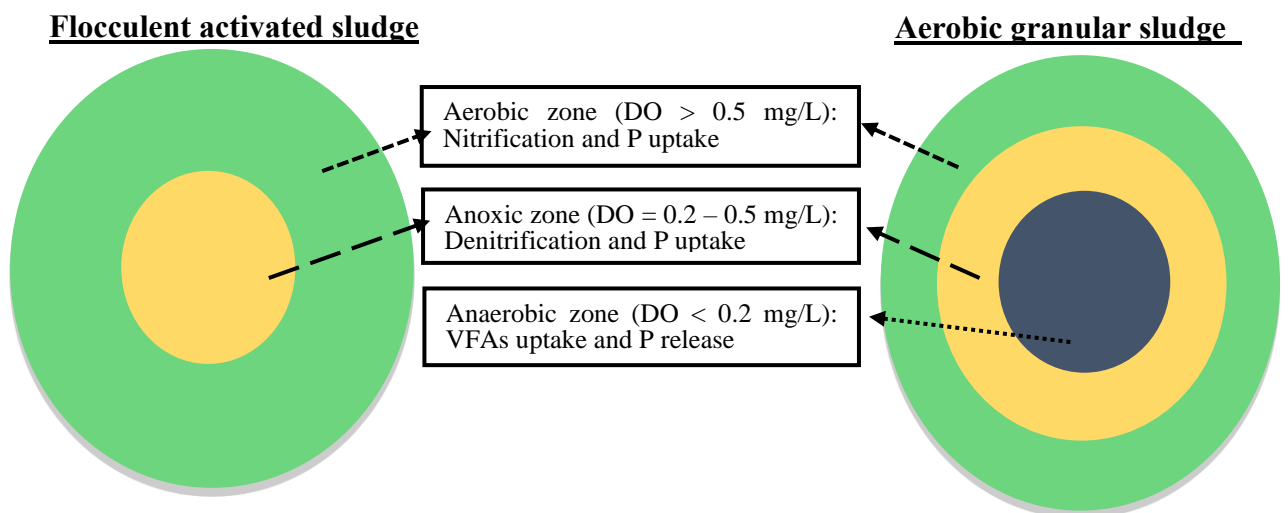 Flocculent activated sludge
Aerobic granular sludge
Aerobic zone (DO > 0.5 mg/L):
Nitrification and P uptake
Anoxic zone (DO = 0.2 – 0.5 mg/L):
Denitrification and P uptake
Anaerobic zone (DO < 0.2 mg/L):
VFAs uptake and P release